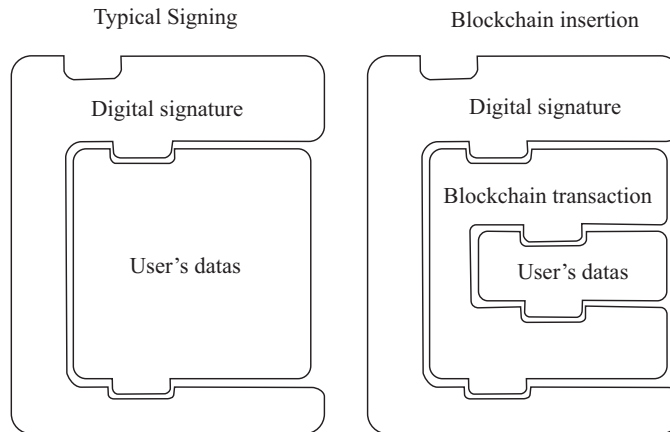 Typical Signing
Blockchain insertion
Digital signature
Digital signature
Blockchain transaction
User’s datas
User’s datas